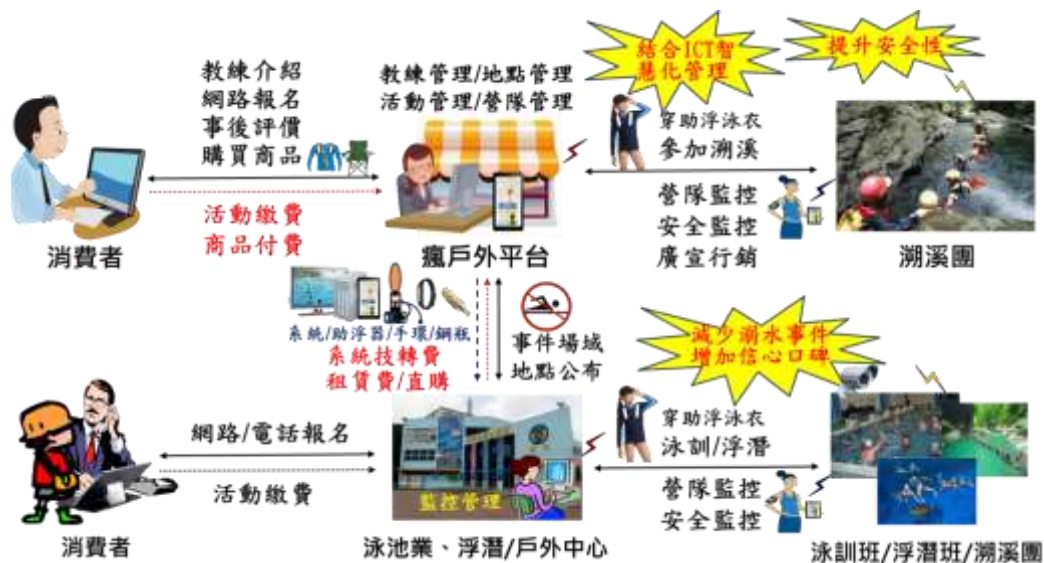 結合ICT智
慧化管理
提升安全性
教練介紹
網路報名
事後評價
購買商品
教練管理/地點管理
活動管理/營隊管理
穿助浮泳衣
參加溯溪
活動繳費
商品付費
營隊監控
安全監控
廣宣行銷
消費者
瘋戶外平台
溯溪團
系統/助浮器/手環/鋼瓶
系統技轉費
租賃費/直購
事件場域
地點公布
減少溺水事件
增加信心口碑
網路/電話報名
活動繳費
監控管理
穿助浮泳衣
泳訓/浮潛
營隊監控
安全監控
消費者
泳池業、浮潛/戶外中心
泳訓班/浮潛班/溯溪團